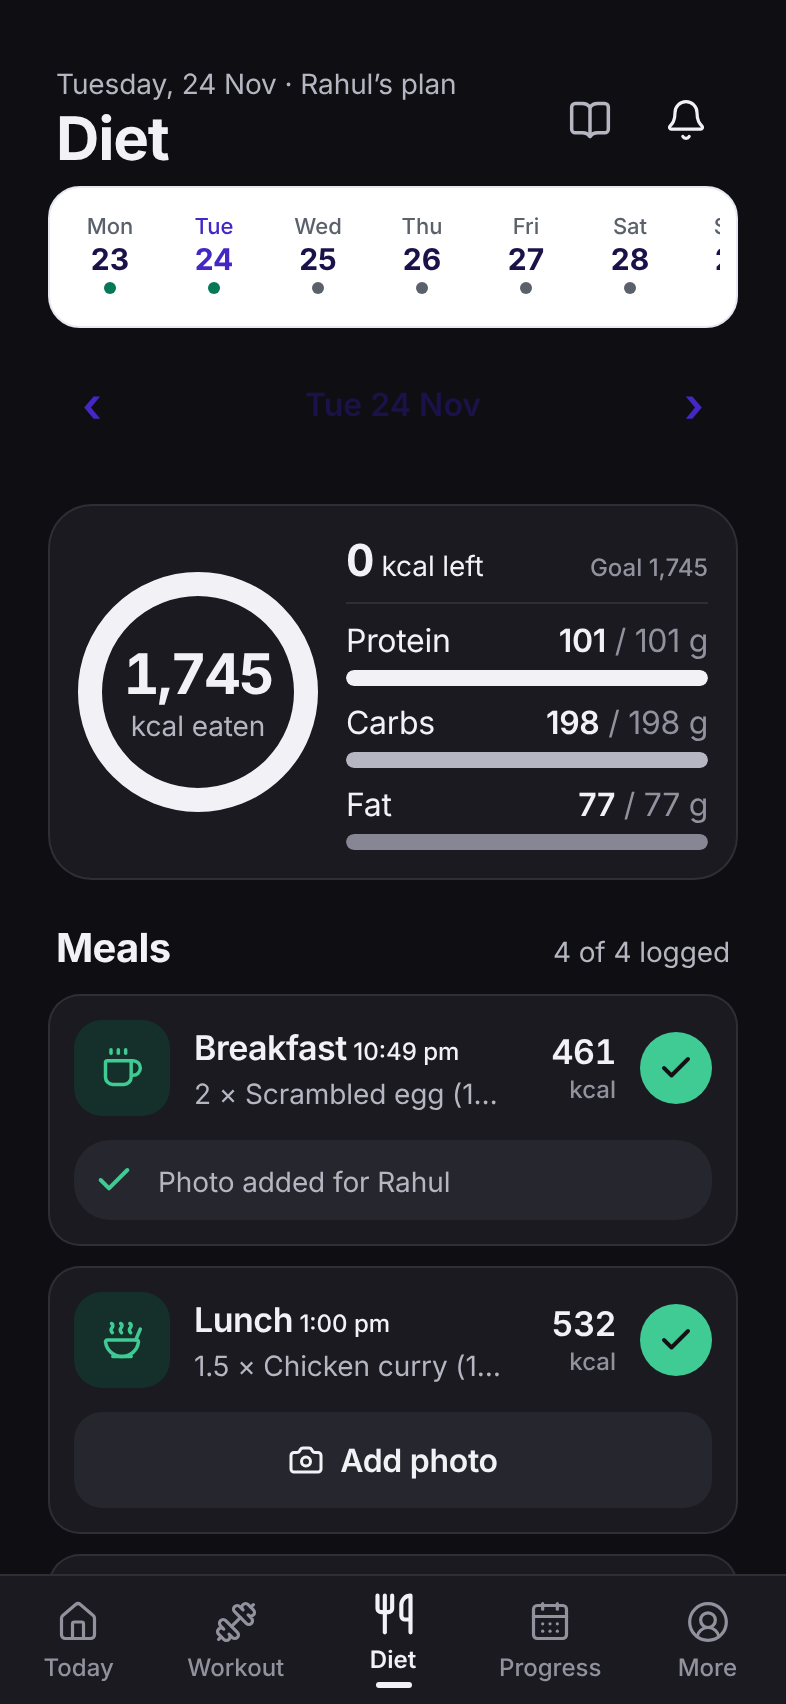 Tuesday, 24 Nov · Rahul’s plan
Diet
Mon Tue Wed Thu Fri Sat
23 24 25 26 27 28
‹ Tue 24 Nov ›
0 kcal left Goal 1,745
1,745
kcal eaten
Protein 101 / 101 g
Carbs 198 / 198 g
Fat 77 / 77 g
Meals 4 of 4 logged
Breakfast 10:49 pm 461
2 × Scrambled egg (1... kcal
Photo added for Rahul
Lunch 1:00 pm 532
1.5 × Chicken curry (1... kcal
Add photo
Today Workout Diet Progress More